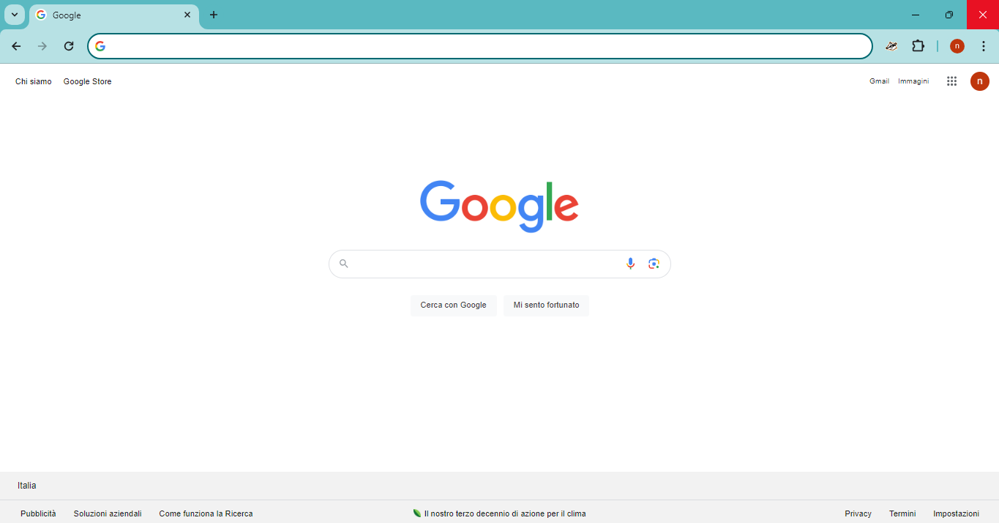 Google
n
Chi siamo Google Store Gmail Immagini n
Google
Cerca con Google Mi sento fortunato
Italia
Pubblicità Soluzioni aziendali Come funziona la Ricerca Il nostro terzo decennio di azione per il clima Privacy Termini Impostazioni